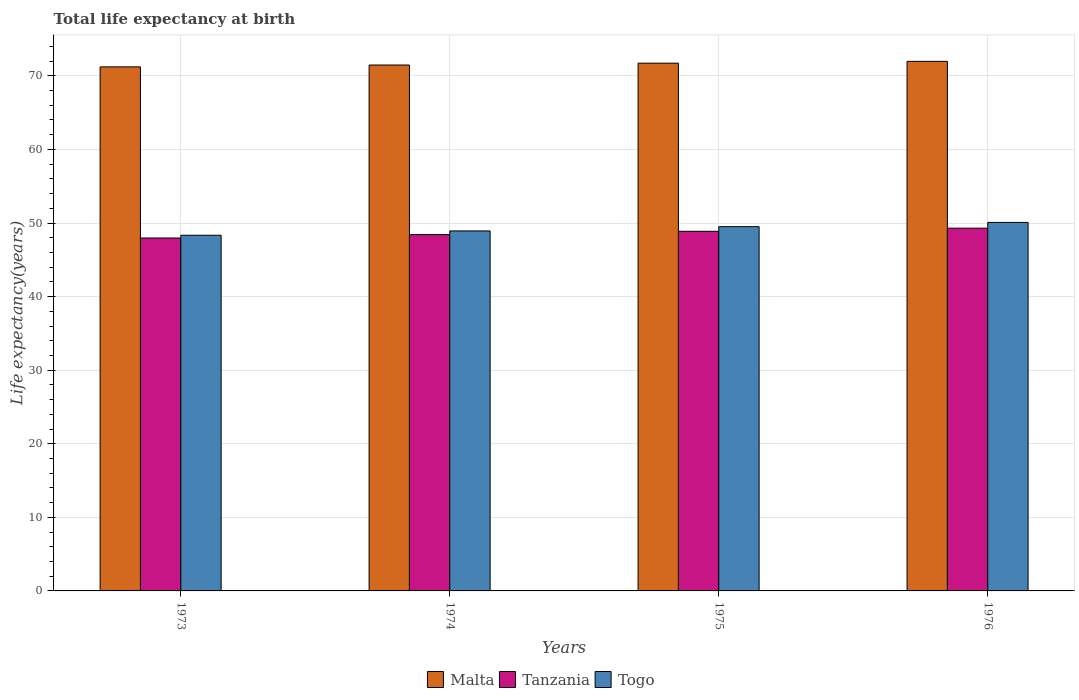 Total life expectancy at birth
Life expectancy(years)
70
60
50
40
30
20
10
0
1973
1974
1975
1976
Years
Malta
Tanzania
Togo